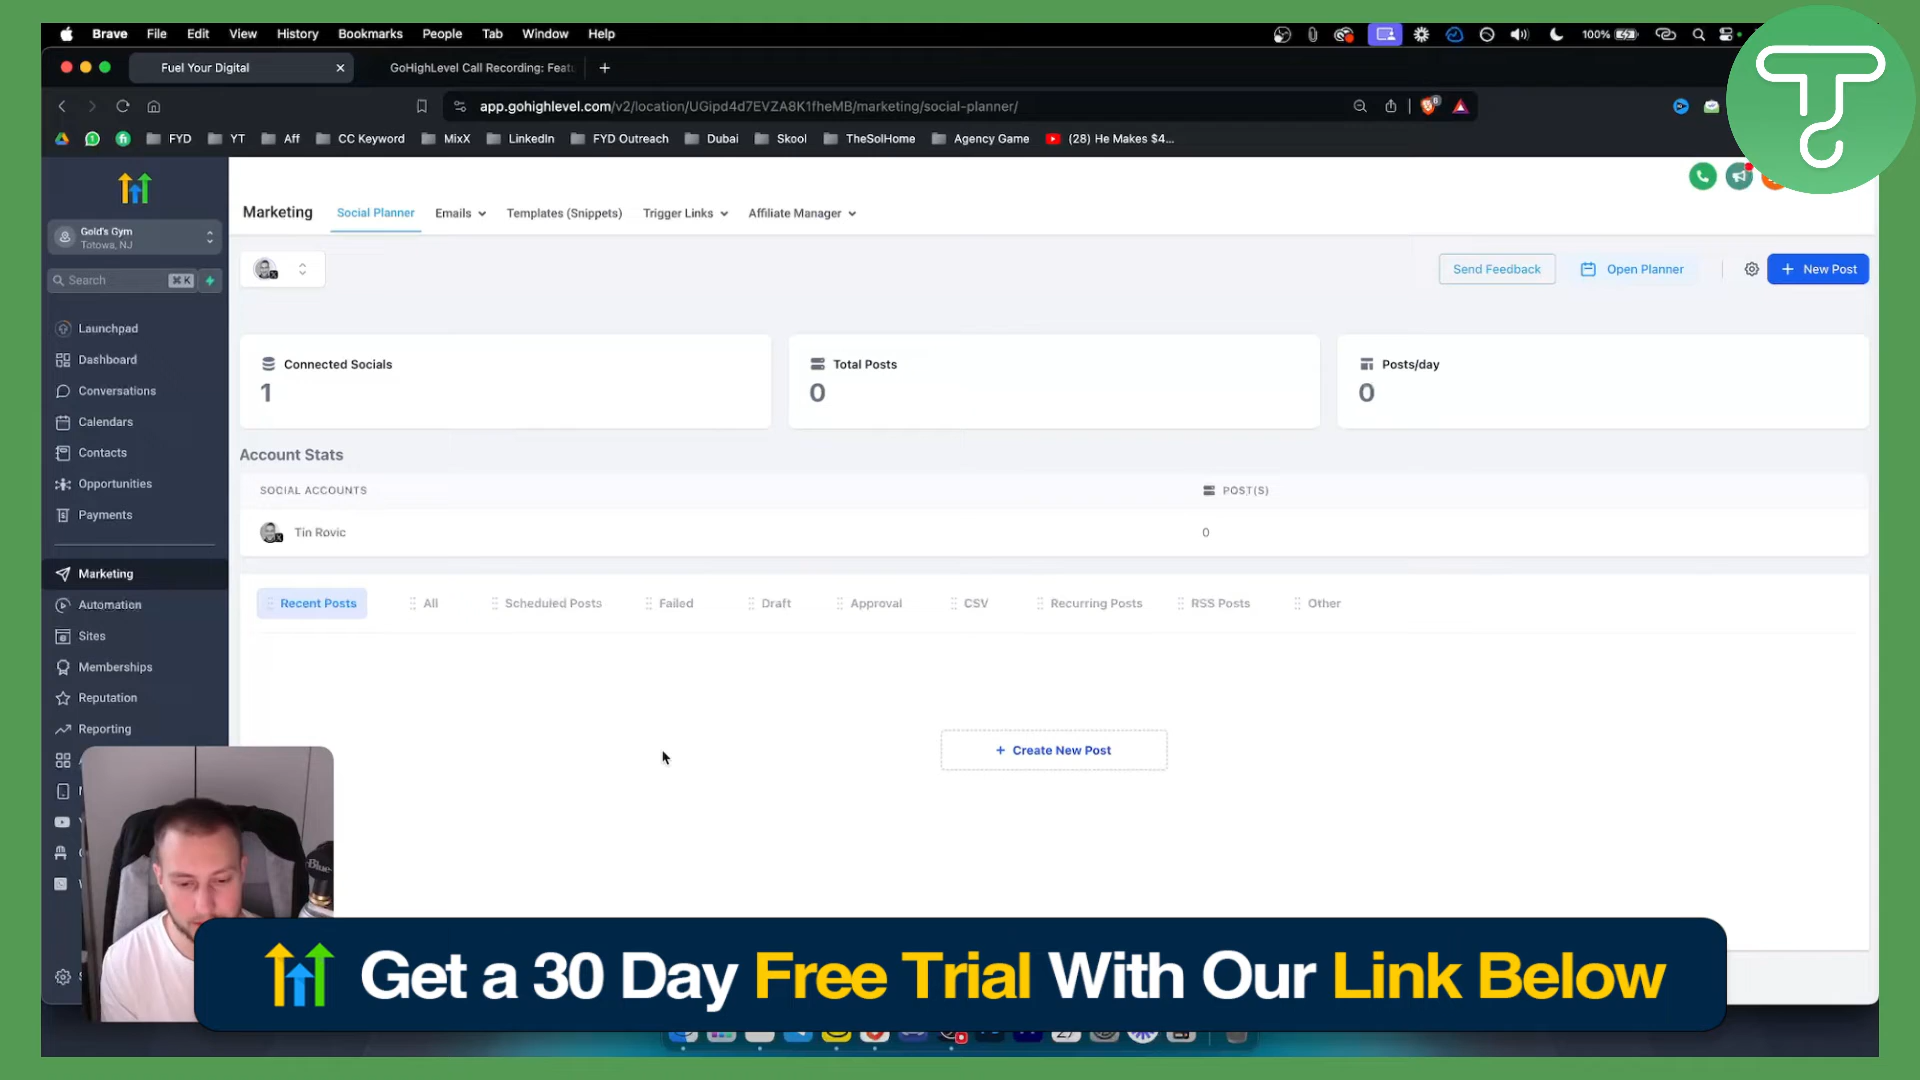 Brave File Edit View History Bookmarks People Tab Window Help
100%
Fuel Your Digital
GoHighLevel Call Recording: Featu
app.gohighlevel.com/v2/location/UGipd4d7EVZA8K1fheMB/marketing/social-planner/
FYD YT Aff CC Keyword MixX LinkedIn FYD Outreach Dubai Skool TheSolHome Agency Game (28) He Makes $4...
Gold's Gym
Totowa, NJ
Search ⌘K
Launchpad
Dashboard
Conversations
Calendars
Contacts
Opportunities
Payments
Marketing
Automation
Sites
Memberships
Reputation
Reporting
Marketing Social Planner Emails Templates (Snippets) Trigger Links Affiliate Manager
Send Feedback Open Planner + New Post
Connected Socials
1
Total Posts
0
Posts/day
0
Account Stats
SOCIAL ACCOUNTS POST(S)
Tin Rovic 0
Recent Posts All Scheduled Posts Failed Draft Approval CSV Recurring Posts RSS Posts Other
+ Create New Post
Blue
Get a 30 Day Free Trial With Our Link Below